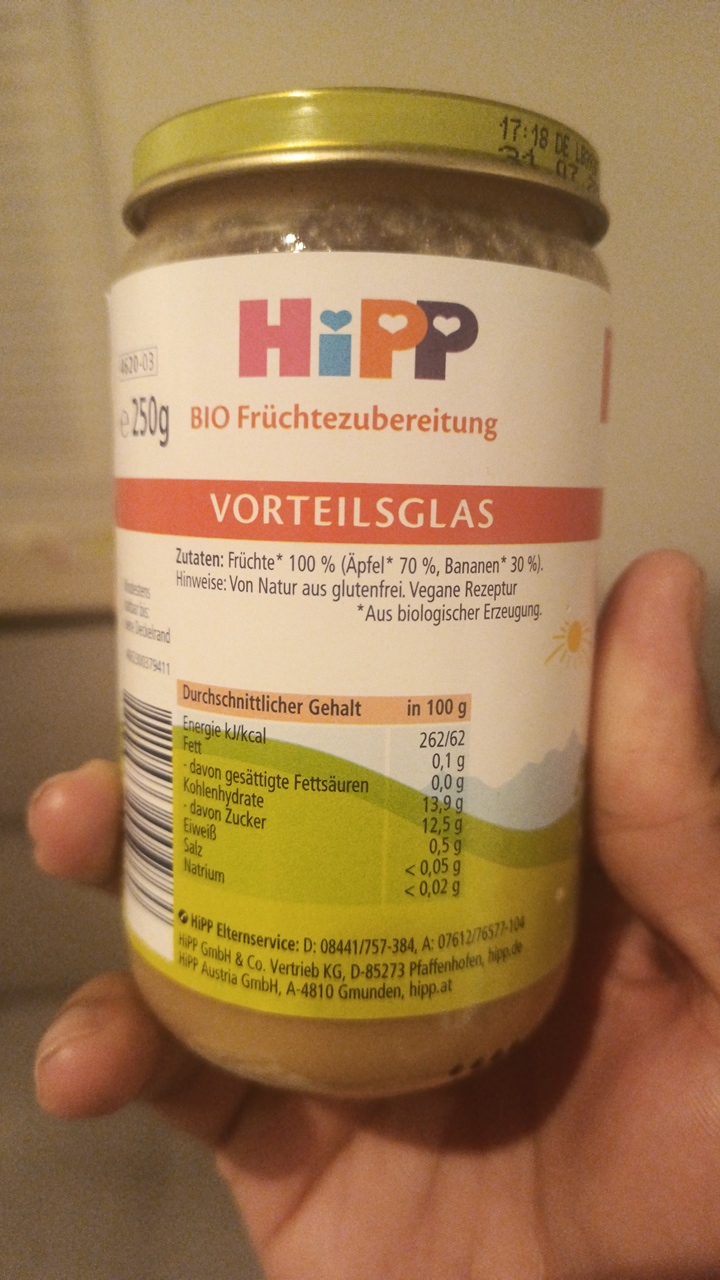 17:18 DE
31 07
HiPP
4620-03
e 250g
BIO Früchtezubereitung
VORTEILSGLAS
Zutaten: Früchte* 100 % (Äpfel* 70 %, Bananen* 30 %).
Hinweise: Von Natur aus glutenfrei. Vegane Rezeptur
*Aus biologischer Erzeugung.
Deckelrand
Durchschnittlicher Gehalt in 100 g
Energie kJ/kcal 262/62
Fett 0,1 g
- davon gesättigte Fettsäuren 0,0 g
Kohlenhydrate 13,9 g
- davon Zucker 12,5 g
Eiweiß 0,5 g
Salz < 0,05 g
Natrium < 0,02 g
HiPP Elternservice: D: 08441/757-384, A: 07612/76577-104
HiPP GmbH & Co. Vertrieb KG, D-85273 Pfaffenhofen, hipp.de
HiPP Austria GmbH, A-4810 Gmunden, hipp.at